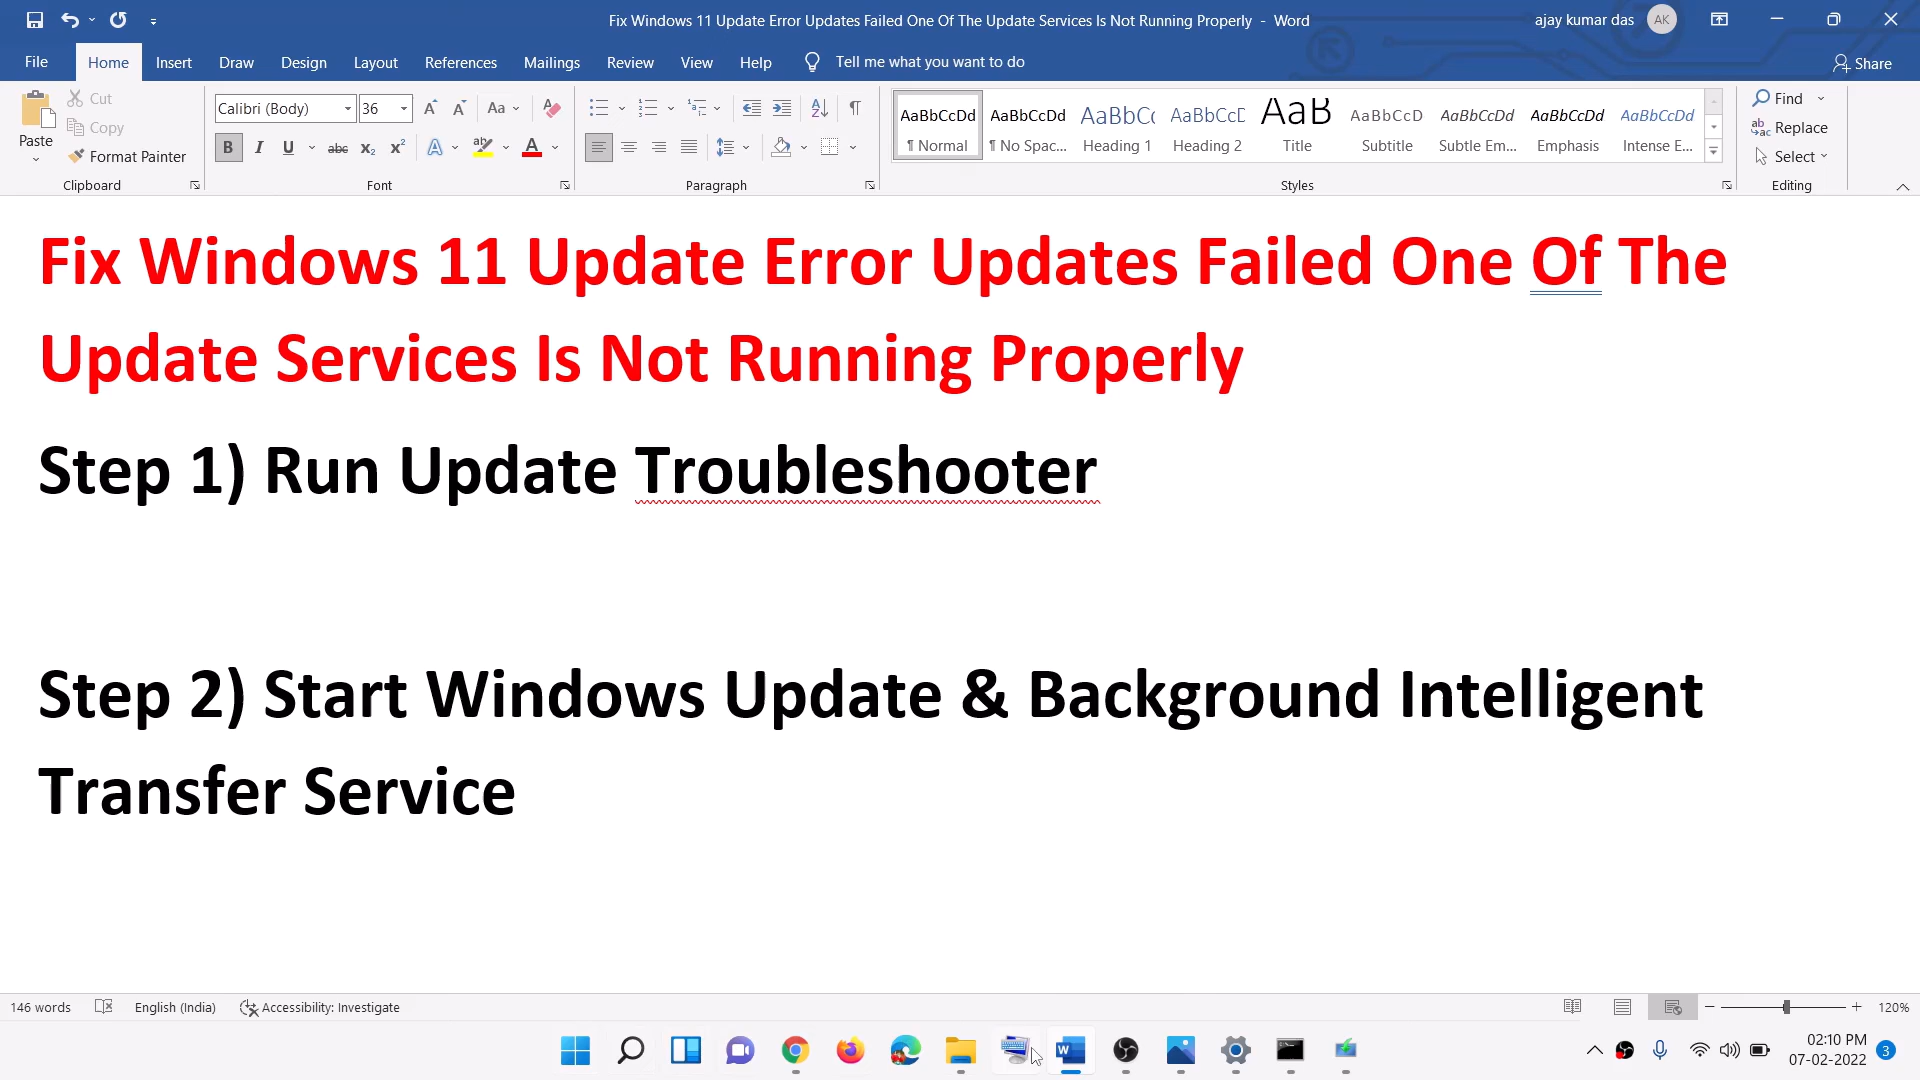 Fix Windows 11 Update Error Updates Failed One Of The Update Services Is Not Running Properly - Word
ajay kumar das AK
File Home Insert Draw Design Layout References Mailings Review View Help Tell me what you want to do Share
Paste
Cut
Copy
Format Painter
Clipboard
Calibri (Body) 36
Font
Paragraph
AaBbCcDd AaBbCcDd AaBbC( AaBbCcE AaB AaBbCcD AaBbCcDd AaBbCcDd AaBbCcDd
¶ Normal ¶ No Spac... Heading 1 Heading 2 Title Subtitle Subtle Em... Emphasis Intense E...
Styles
Find
Replace
Select
Editing
Fix Windows 11 Update Error Updates Failed One Of The
Update Services Is Not Running Properly
Step 1) Run Update Troubleshooter
Step 2) Start Windows Update & Background Intelligent
Transfer Service
146 words English (India) Accessibility: Investigate 120%
02:10 PM
07-02-2022 3